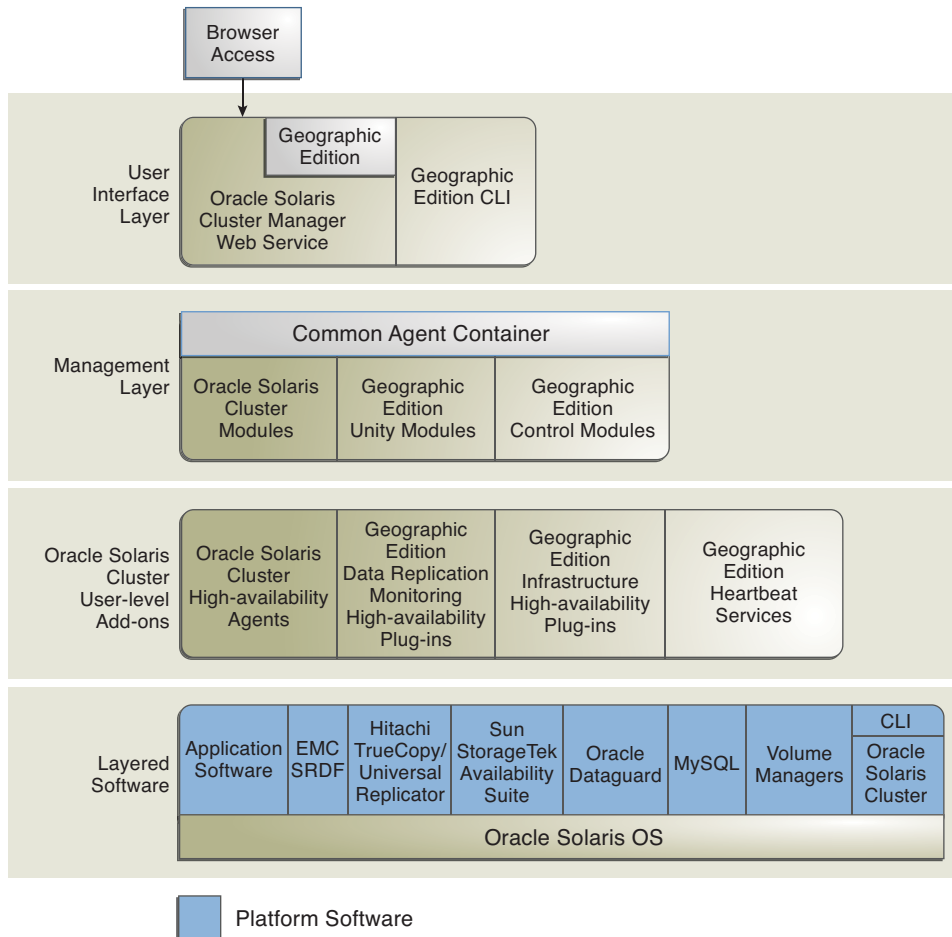 Browser
Access
User
Interface
Layer
Geographic
Edition
Oracle Solaris
Cluster Manager
Web Service
Geographic
Edition CLI
Management
Layer
Common Agent Container
Oracle Solaris
Cluster
Modules
Geographic
Edition
Unity Modules
Geographic
Edition
Control Modules
Oracle Solaris
Cluster
User-level
Add-ons
Oracle Solaris
Cluster
High-availability
Agents
Geographic
Edition
Data Replication
Monitoring
High-availability
Plug-ins
Geographic
Edition
Infrastructure
High-availability
Plug-ins
Geographic
Edition
Heartbeat
Services
Layered
Software
Application
Software
EMC
SRDF
Hitachi
TrueCopy/
Universal
Replicator
Sun
StorageTek
Availability
Suite
Oracle
Dataguard
MySQL
Volume
Managers
CLI
Oracle
Solaris
Cluster
Oracle Solaris OS
Platform Software